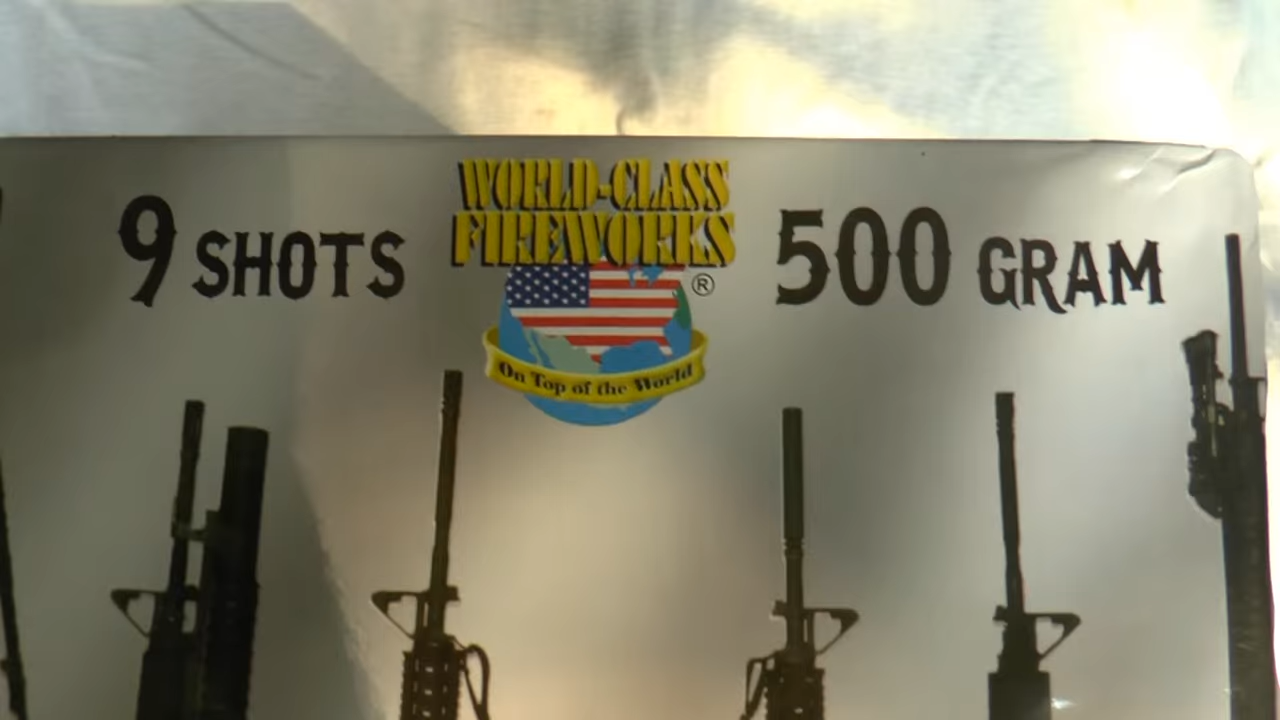 WORLD-CLASS
FIREWORKS
®
9 SHOTS
500 GRAM
On Top of the World